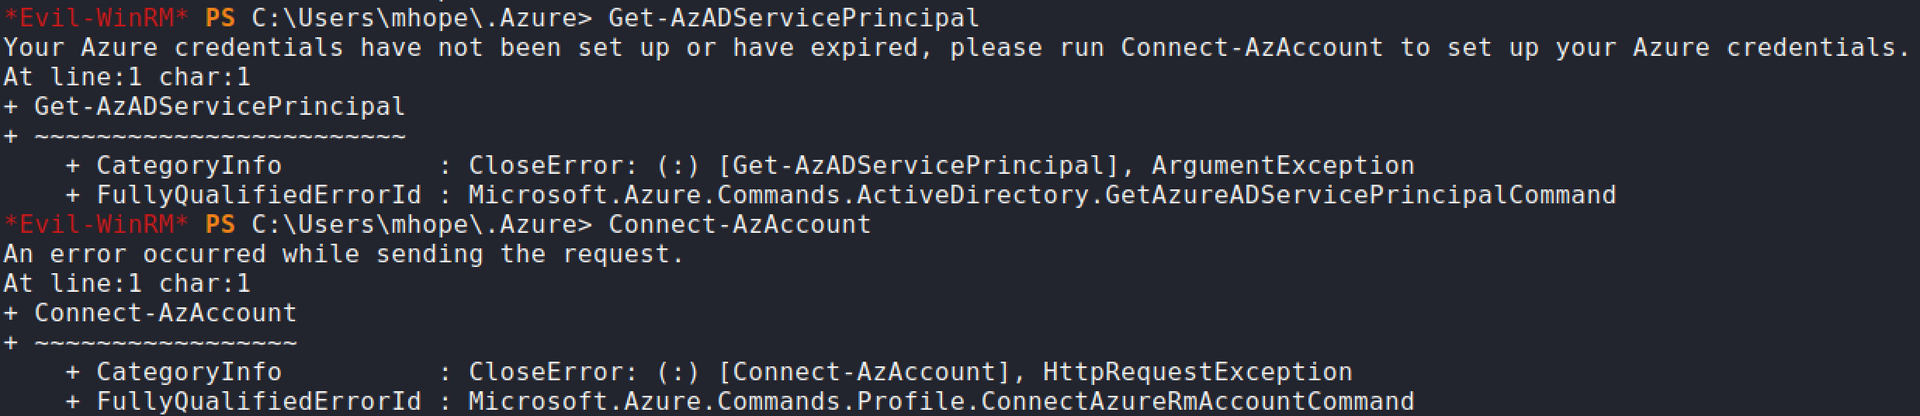 *Evil-WinRM* PS C:\Users\mhope\.Azure> Get-AzADServicePrincipal
Your Azure credentials have not been set up or have expired, please run Connect-AzAccount to set up your Azure credentials.
At line:1 char:1
+ Get-AzADServicePrincipal
+ ~~~~~~~~~~~~~~~~~~~~~~~~
    + CategoryInfo          : CloseError: (:) [Get-AzADServicePrincipal], ArgumentException
    + FullyQualifiedErrorId : Microsoft.Azure.Commands.ActiveDirectory.GetAzureADServicePrincipalCommand
*Evil-WinRM* PS C:\Users\mhope\.Azure> Connect-AzAccount
An error occurred while sending the request.
At line:1 char:1
+ Connect-AzAccount
+ ~~~~~~~~~~~~~~~~~
    + CategoryInfo          : CloseError: (:) [Connect-AzAccount], HttpRequestException
    + FullyQualifiedErrorId : Microsoft.Azure.Commands.Profile.ConnectAzureRmAccountCommand